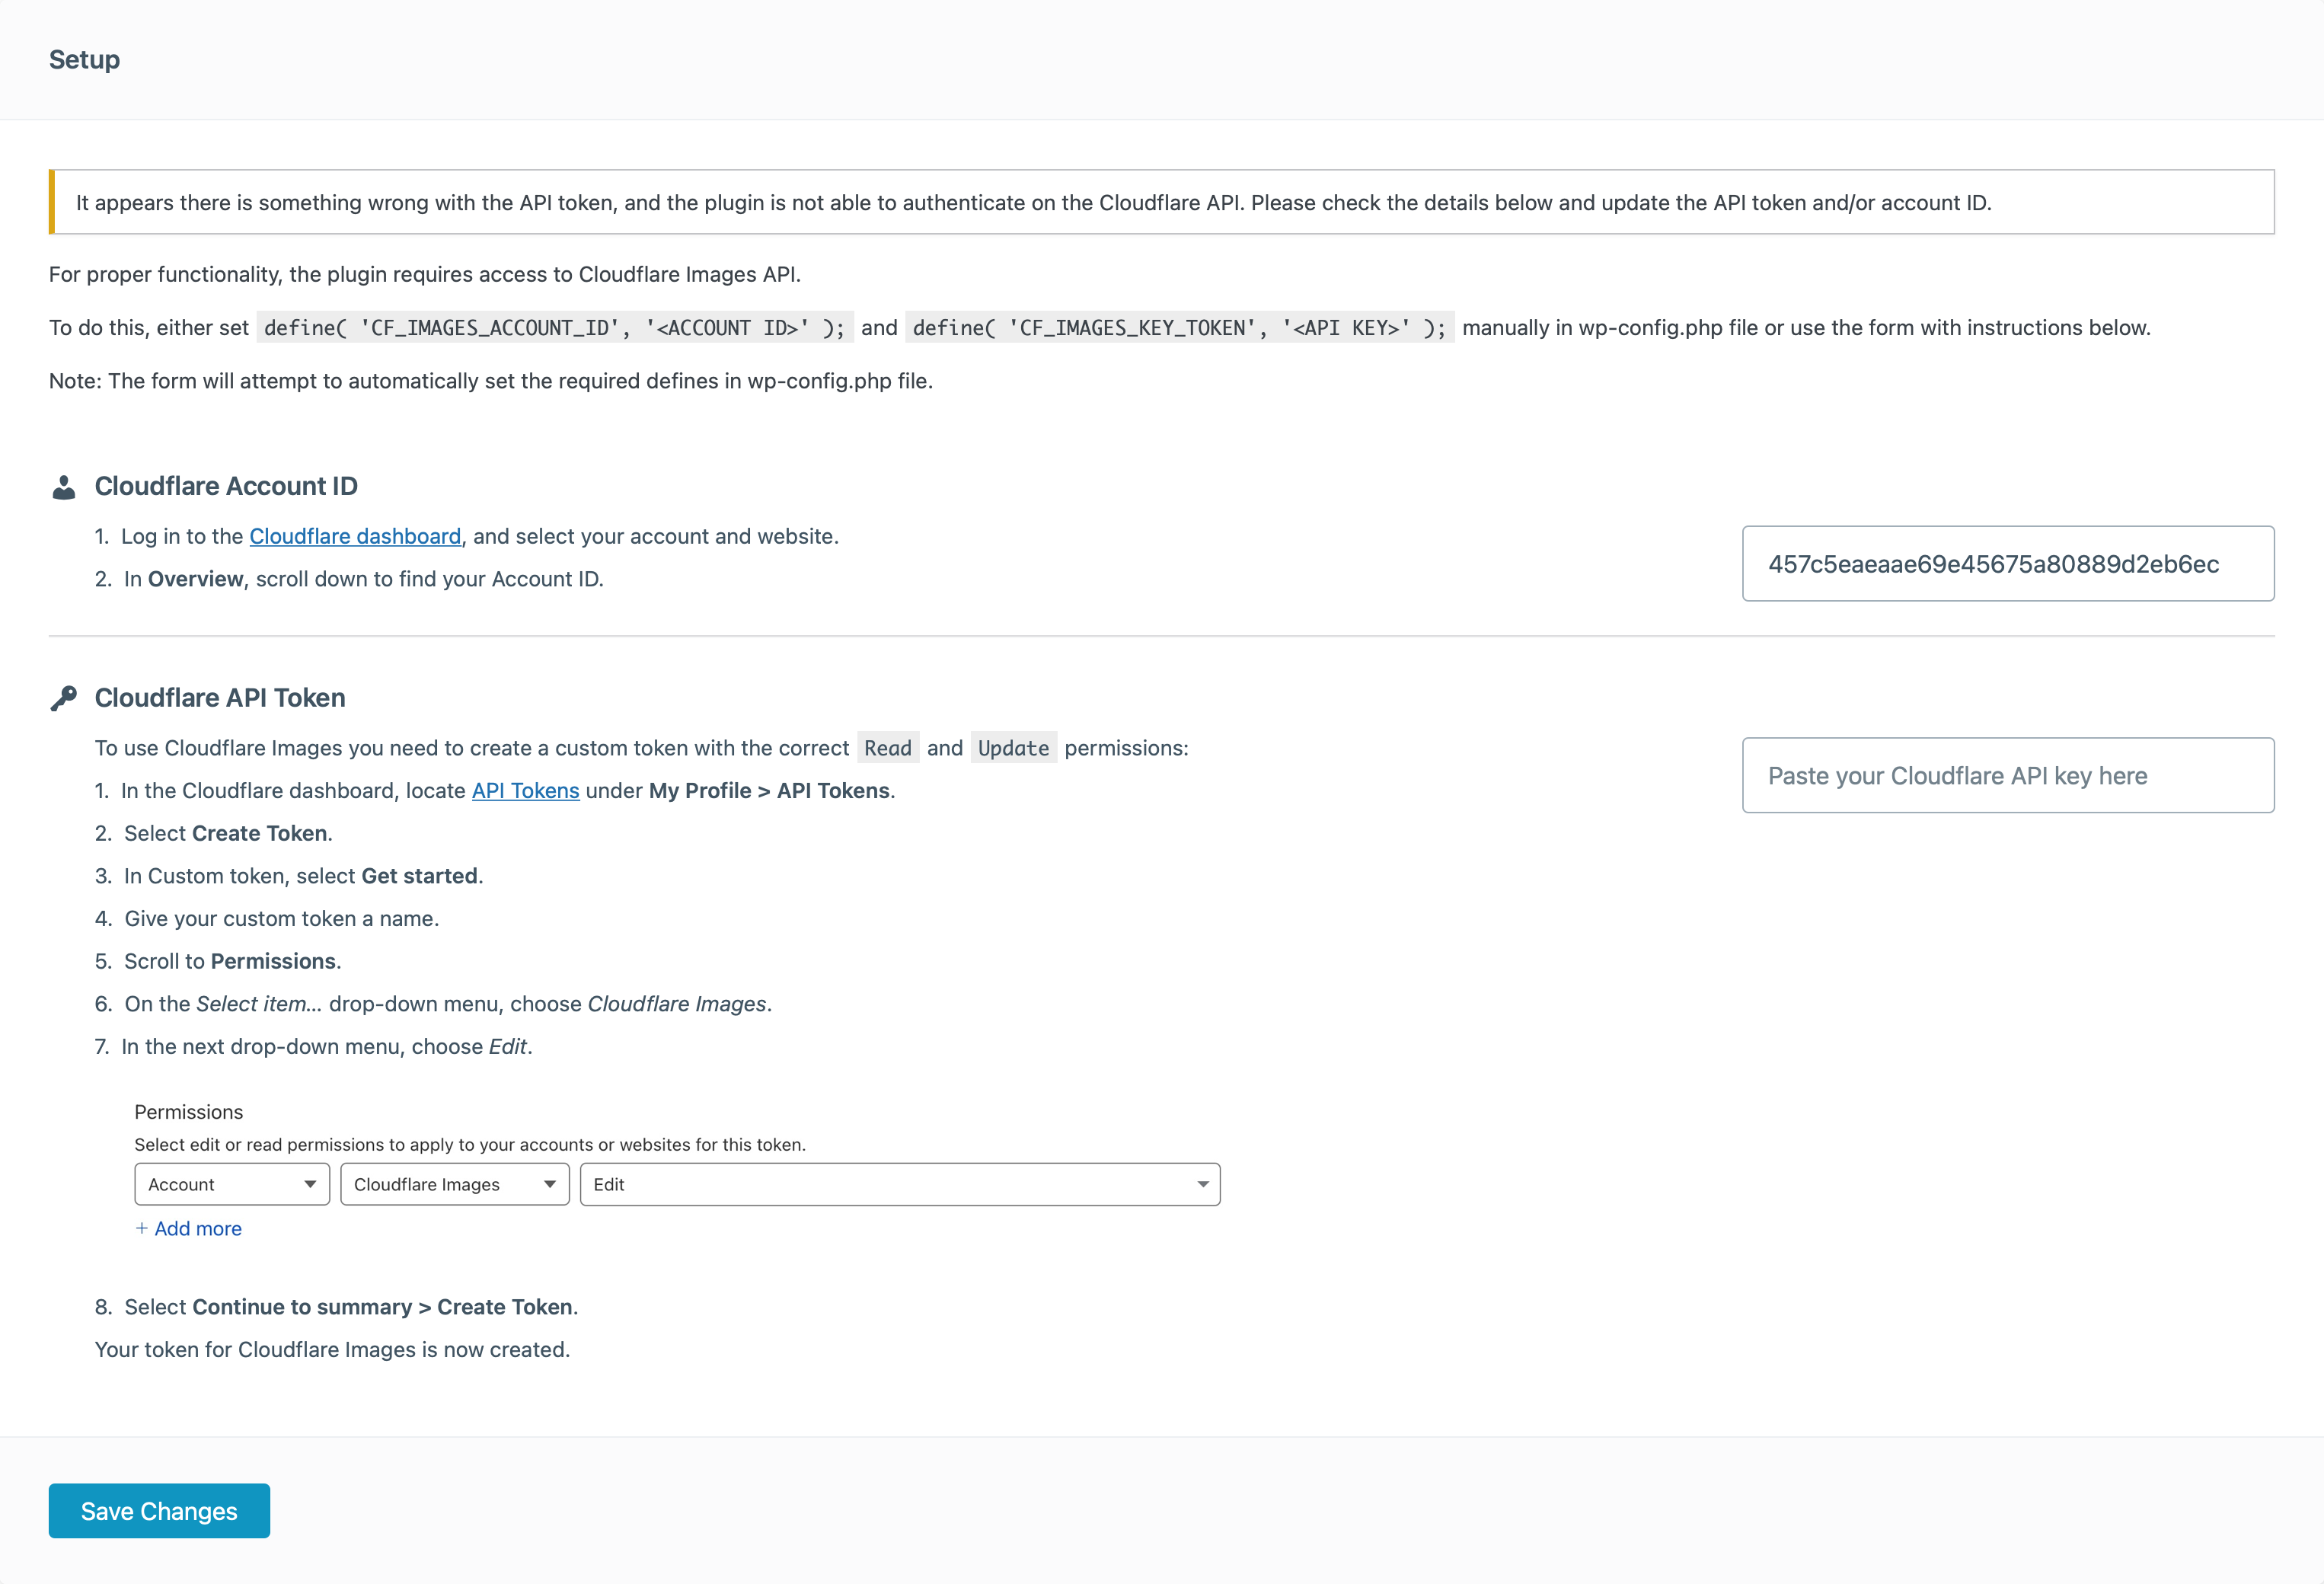 Setup
It appears there is something wrong with the API token, and the plugin is not able to authenticate on the Cloudflare API. Please check the details below and update the API token and/or account ID.
For proper functionality, the plugin requires access to Cloudflare Images API.
To do this, either set define( 'CF_IMAGES_ACCOUNT_ID', '<ACCOUNT ID>' ); and define( 'CF_IMAGES_KEY_TOKEN', '<API KEY>' ); manually in wp-config.php file or use the form with instructions below.
Note: The form will attempt to automatically set the required defines in wp-config.php file.
Cloudflare Account ID
1. Log in to the Cloudflare dashboard, and select your account and website.
2. In Overview, scroll down to find your Account ID.
457c5eaeaae69e45675a80889d2eb6ec
Cloudflare API Token
To use Cloudflare Images you need to create a custom token with the correct Read and Update permissions:
Paste your Cloudflare API key here
1. In the Cloudflare dashboard, locate API Tokens under My Profile > API Tokens.
2. Select Create Token.
3. In Custom token, select Get started.
4. Give your custom token a name.
5. Scroll to Permissions.
6. On the Select item... drop-down menu, choose Cloudflare Images.
7. In the next drop-down menu, choose Edit.
Permissions
Select edit or read permissions to apply to your accounts or websites for this token.
Account Cloudflare Images Edit
+ Add more
8. Select Continue to summary > Create Token.
Your token for Cloudflare Images is now created.
Save Changes